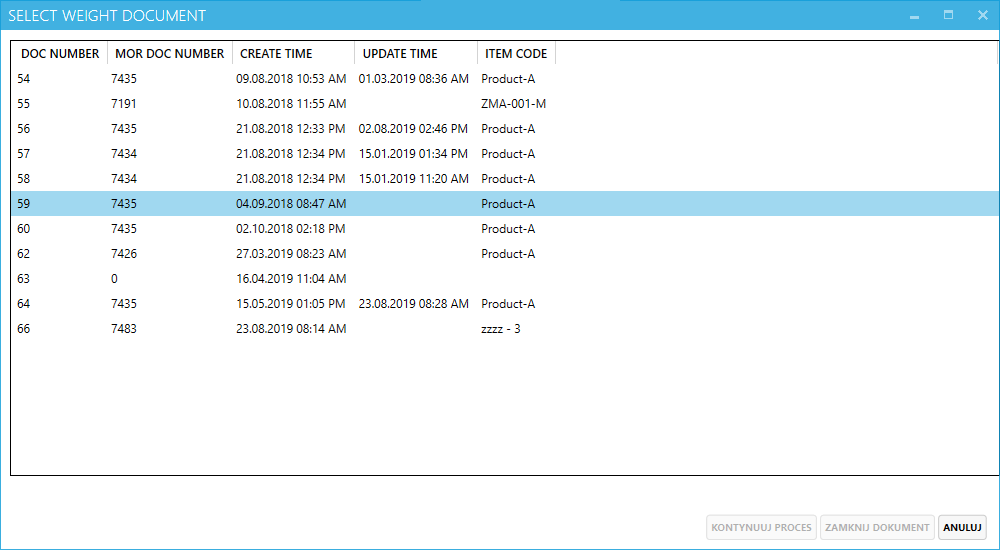 SELECT WEIGHT DOCUMENT
DOC NUMBER MOR DOC NUMBER CREATE TIME UPDATE TIME ITEM CODE
54 7435 09.08.2018 10:53 AM 01.03.2019 08:36 AM Product-A
55 7191 10.08.2018 11:55 AM ZMA-001-M
56 7435 21.08.2018 12:33 PM 02.08.2019 02:46 PM Product-A
57 7434 21.08.2018 12:34 PM 15.01.2019 01:34 PM Product-A
58 7434 21.08.2018 12:34 PM 15.01.2019 11:20 AM Product-A
59 7435 04.09.2018 08:47 AM Product-A
60 7435 02.10.2018 02:18 PM Product-A
62 7426 27.03.2019 08:23 AM Product-A
63 0 16.04.2019 11:04 AM
64 7435 15.05.2019 01:05 PM 23.08.2019 08:28 AM Product-A
66 7483 23.08.2019 08:14 AM zzzz - 3
KONTYNUUJ PROCES ZAMKNIJ DOKUMENT ANULUJ